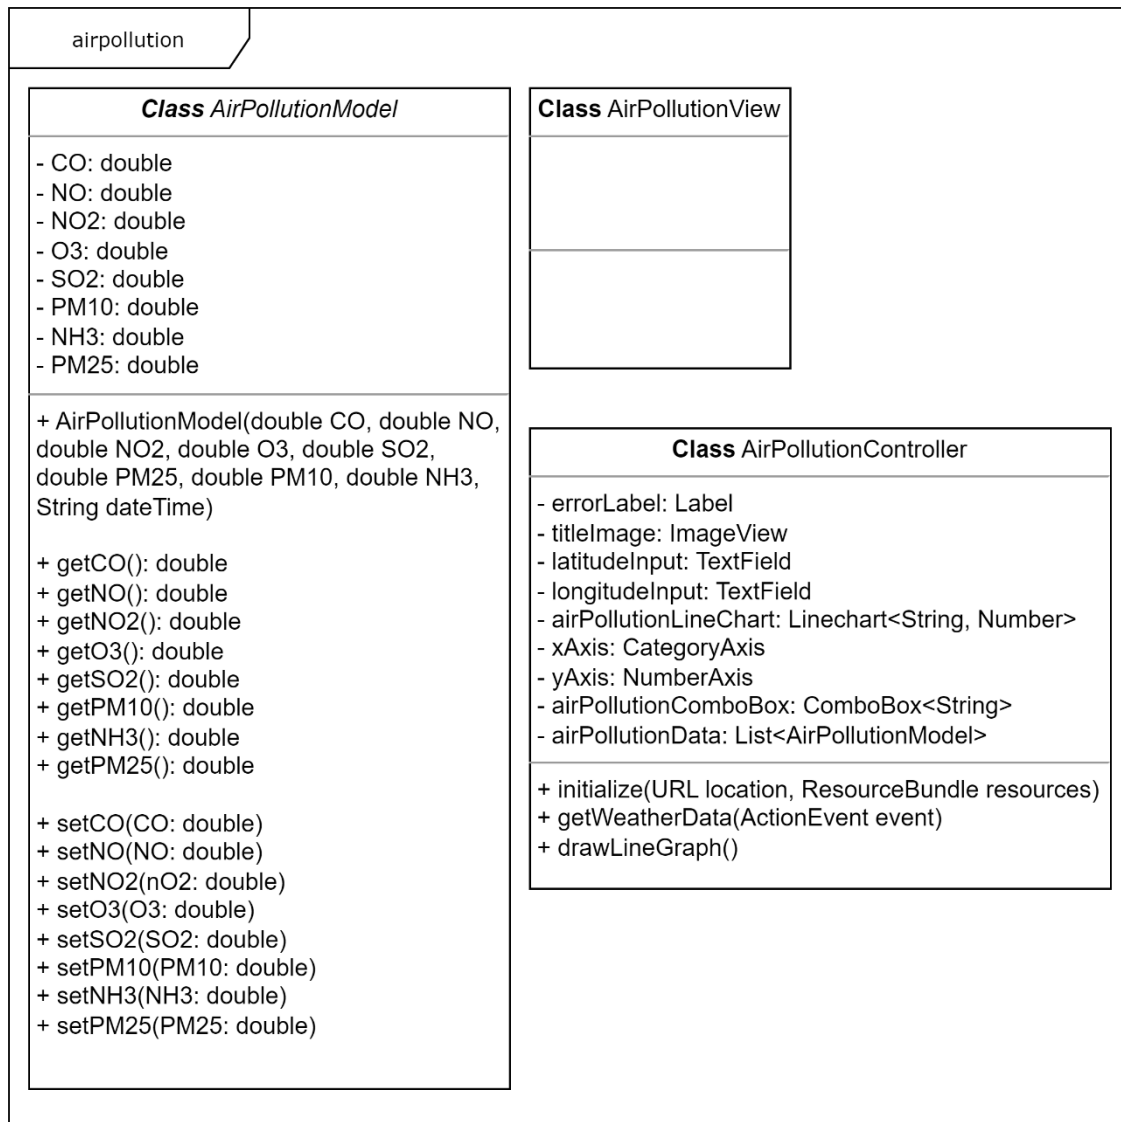 airpollution
Class AirPollutionModel
- CO: double
- NO: double
- NO2: double
- O3: double
- SO2: double
- PM10: double
- NH3: double
- PM25: double
+ AirPollutionModel(double CO, double NO,
double NO2, double O3, double SO2,
double PM25, double PM10, double NH3,
String dateTime)
+ getCO(): double
+ getNO(): double
+ getNO2(): double
+ getO3(): double
+ getSO2(): double
+ getPM10(): double
+ getNH3(): double
+ getPM25(): double
+ setCO(CO: double)
+ setNO(NO: double)
+ setNO2(nO2: double)
+ setO3(O3: double)
+ setSO2(SO2: double)
+ setPM10(PM10: double)
+ setNH3(NH3: double)
+ setPM25(PM25: double)
Class AirPollutionView
Class AirPollutionController
- errorLabel: Label
- titleImage: ImageView
- latitudeInput: TextField
- longitudeInput: TextField
- airPollutionLineChart: Linechart<String, Number>
- xAxis: CategoryAxis
- yAxis: NumberAxis
- airPollutionComboBox: ComboBox<String>
- airPollutionData: List<AirPollutionModel>
+ initialize(URL location, ResourceBundle resources)
+ getWeatherData(ActionEvent event)
+ drawLineGraph()